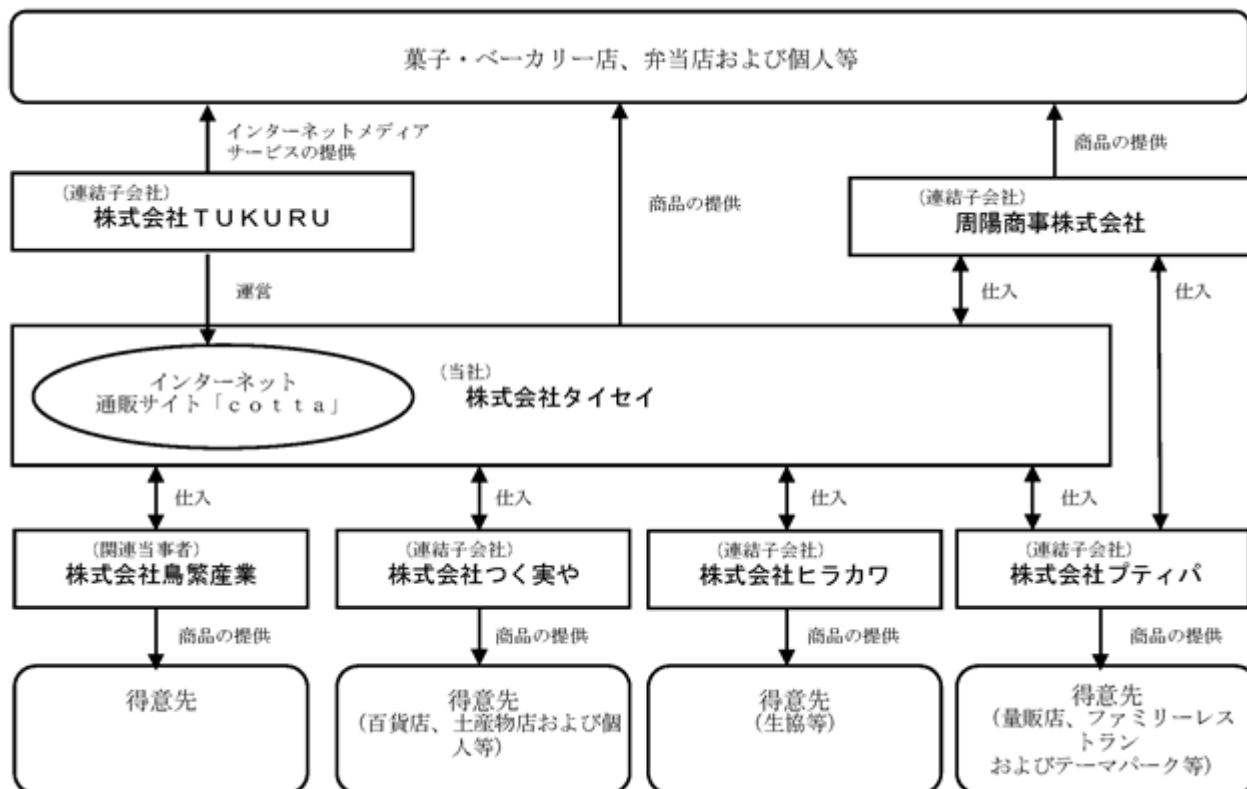 菓子・ベーカリー店、弁当店および個人等
インターネットメディア
サービスの提供
商品の提供
商品の提供
(連結子会社)
株式会社TUKURU
(連結子会社)
周陽商事株式会社
運営
仕入
仕入
インターネット
通販サイト「cotta」
(当社)
株式会社タイセイ
仕入
仕入
仕入
仕入
(関連当事者)
株式会社鳥繁産業
(連結子会社)
株式会社つく実や
(連結子会社)
株式会社ヒラカワ
(連結子会社)
株式会社プティパ
商品の提供
商品の提供
商品の提供
商品の提供
得意先
得意先
(百貨店、土産物店および個
人等)
得意先
(生協等)
得意先
(量販店、ファミリーレス
トラン
およびテーマパーク等)